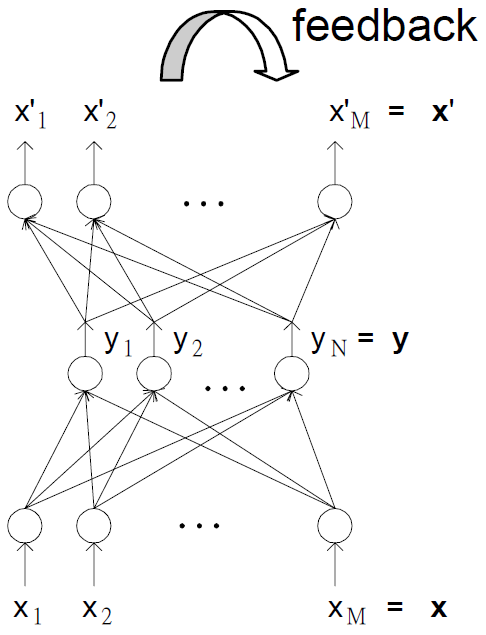 feedback
x'1 x'2 x'M = x'
...
y1 y2 yN = y
...
...
x1 x2 xM = x